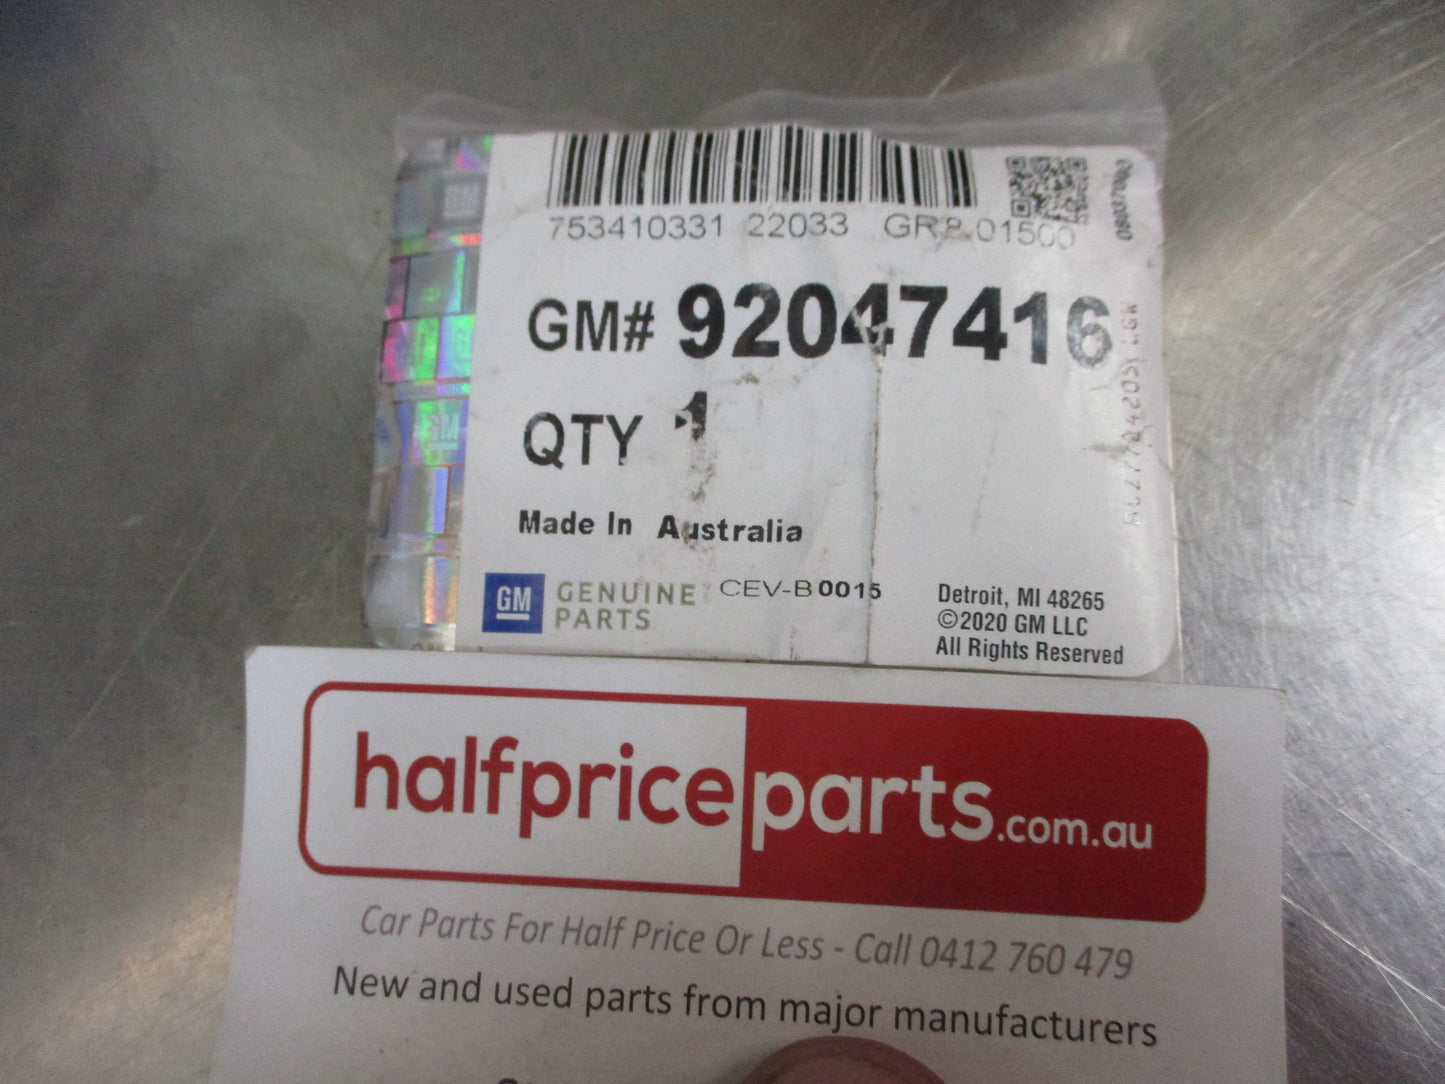 753410331 22033 GR8.01500
GM# 92047416
QTY 1
Made In Australia
GM GENUINE PARTS
CEV-B0015
Detroit, MI 48265
©2020 GM LLC
All Rights Reserved
halfpriceparts.com.au
Car Parts For Half Price Or Less - Call 0412 760 479
New and used parts from major manufacturers